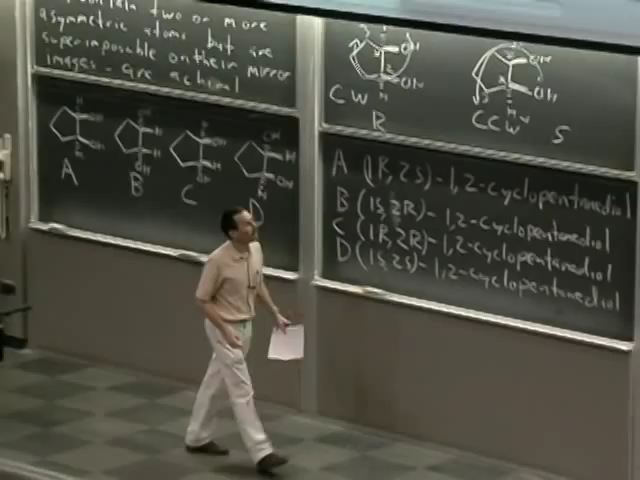 two or more
asymmetric atoms but are
superimposable on their mirror
images - are achiral
A
B
C
D
CW
R
CCW
S
A (1R,2S)-1,2-cyclopentanediol
B (1S,2R)-1,2-cyclopentanediol
C (1R,2R)-1,2-cyclopentanediol
D (1S,2S)-1,2-cyclopentanediol